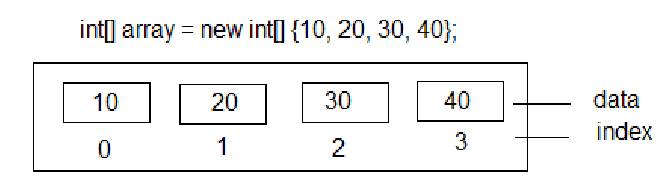 int[] array = new int[] {10, 20, 30, 40};
10 20 30 40 data
0 1 2 3 index